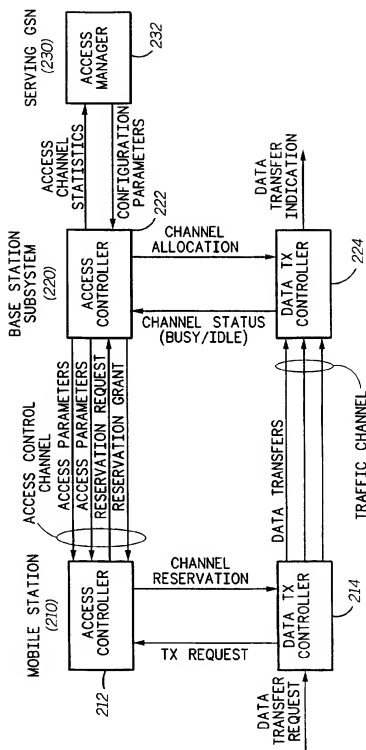 MOBILE STATION
(210)
ACCESS CONTROL
CHANNEL
BASE STATION
SUBSYSTEM
(220)
SERVING GSN
(230)
ACCESS
CONTROLLER
212
ACCESS PARAMETERS
ACCESS PARAMETERS
RESERVATION REQUEST
RESERVATION GRANT
ACCESS
CONTROLLER
222
ACCESS
CHANNEL
STATISTICS
CONFIGURATION
PARAMETERS
ACCESS
MANAGER
232
TX REQUEST
CHANNEL
RESERVATION
CHANNEL STATUS
(BUSY/IDLE)
CHANNEL
ALLOCATION
DATA
TRANSFER
REQUEST
DATA TX
CONTROLLER
214
DATA TRANSFERS
TRAFFIC CHANNEL
DATA TX
CONTROLLER
224
DATA
TRANSFER
INDICATION